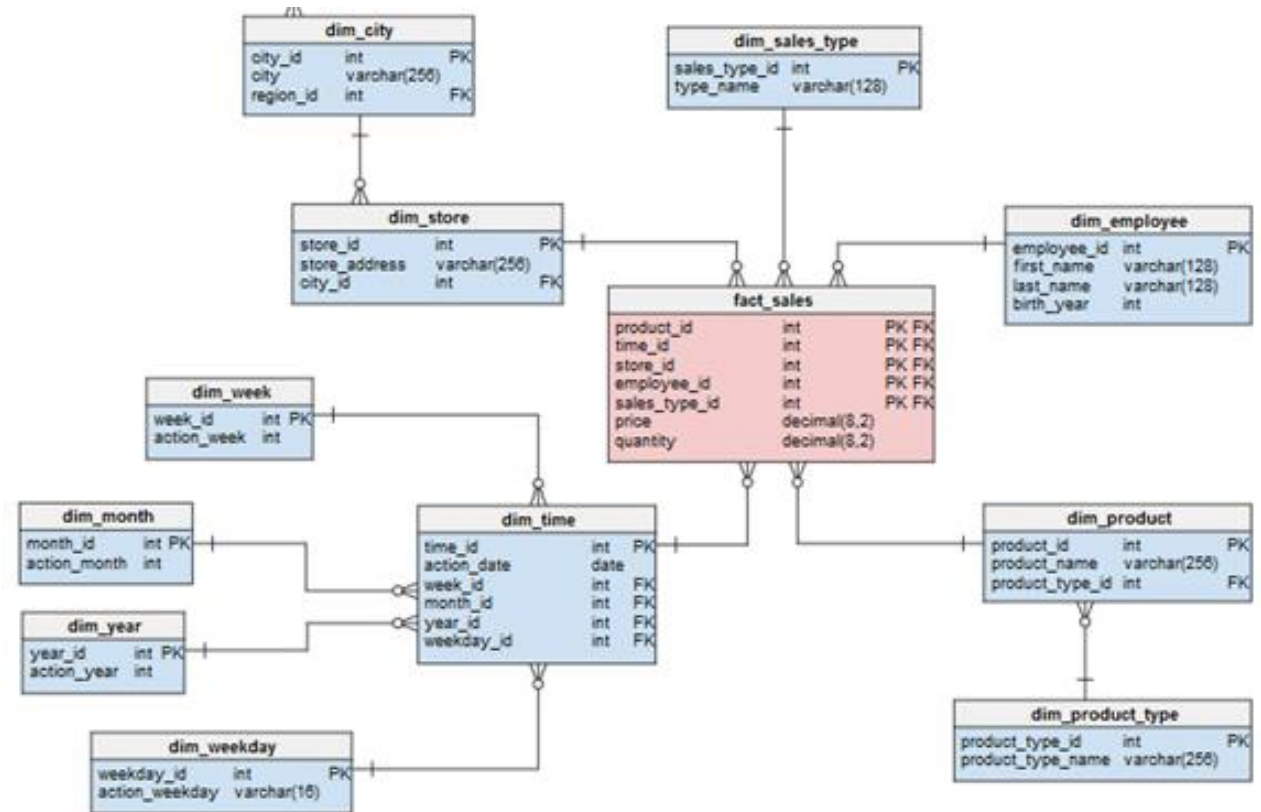 dim_city
city_id int PK
city varchar(256)
region_id int FK
dim_sales_type
sales_type_id int PK
type_name varchar(128)
dim_store
store_id int PK
store_address varchar(256)
city_id int FK
dim_employee
employee_id int PK
first_name varchar(128)
last_name varchar(128)
birth_year int
fact_sales
product_id int PK FK
time_id int PK FK
store_id int PK FK
employee_id int PK FK
sales_type_id int PK FK
price decimal(8,2)
quantity decimal(8,2)
dim_week
week_id int PK
action_week int
dim_month
month_id int PK
action_month int
dim_time
time_id int PK
action_date date
week_id int FK
month_id int FK
year_id int FK
weekday_id int FK
dim_product
product_id int PK
product_name varchar(256)
product_type_id int FK
dim_year
year_id int PK
action_year int
dim_product_type
product_type_id int PK
product_type_name varchar(256)
dim_weekday
weekday_id int PK
action_weekday varchar(16)